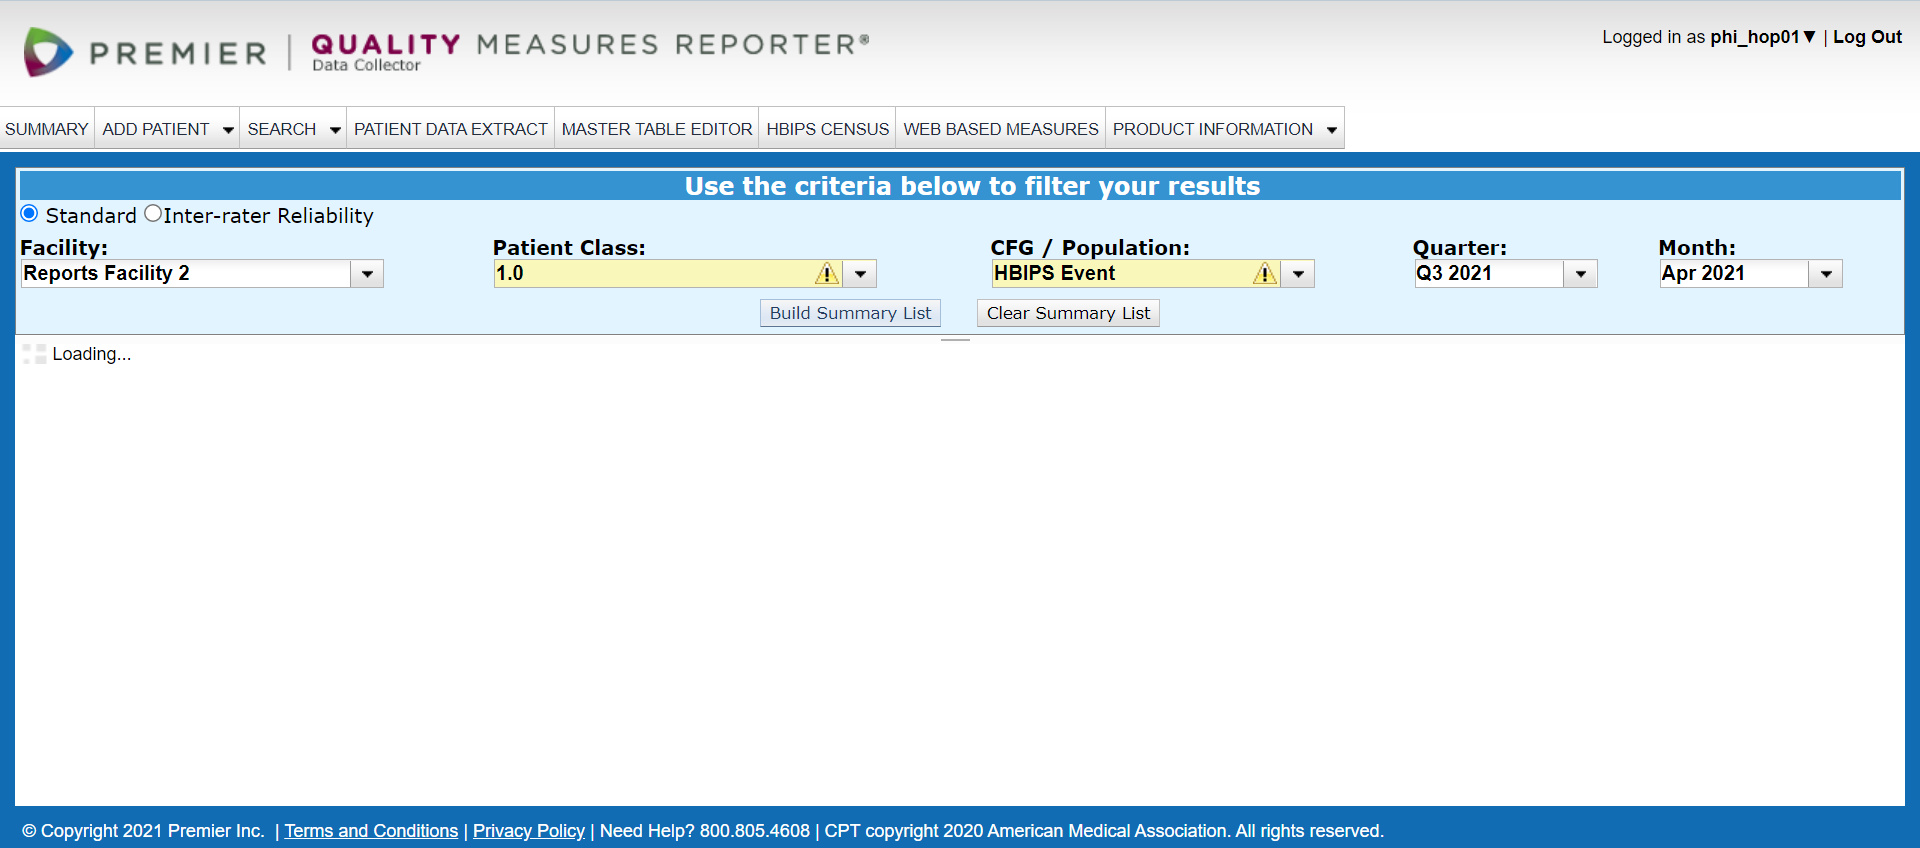 PREMIER | QUALITY MEASURES REPORTER®
Data Collector
Logged in as phi_hop01▼ | Log Out
SUMMARY ADD PATIENT SEARCH PATIENT DATA EXTRACT MASTER TABLE EDITOR HBIPS CENSUS WEB BASED MEASURES PRODUCT INFORMATION
Use the criteria below to filter your results
Standard Inter-rater Reliability
Facility: Patient Class: CFG / Population: Quarter: Month:
Reports Facility 2 1.0 HBIPS Event Q3 2021 Apr 2021
Build Summary List Clear Summary List
Loading...
© Copyright 2021 Premier Inc. | Terms and Conditions | Privacy Policy | Need Help? 800.805.4608 | CPT copyright 2020 American Medical Association. All rights reserved.